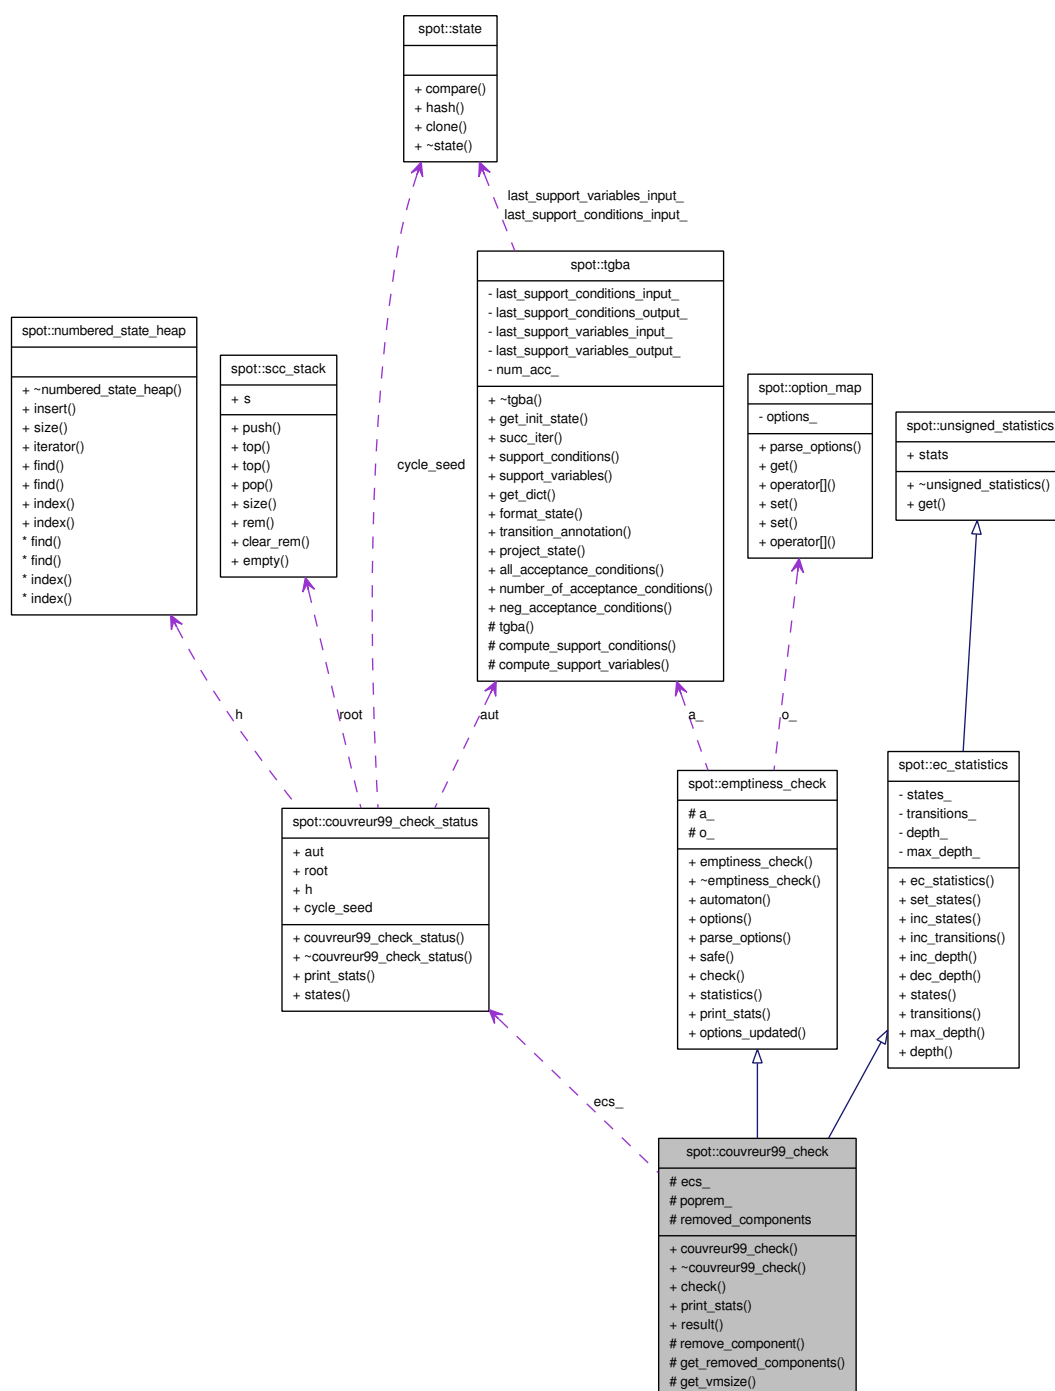 spot::state
+ compare()
+ hash()
+ clone()
+ ~state()
last_support_variables_input_
last_support_conditions_input_
spot::tgba
- last_support_conditions_input_
- last_support_conditions_output_
- last_support_variables_input_
- last_support_variables_output_
- num_acc_
+ ~tgba()
+ get_init_state()
+ succ_iter()
+ support_conditions()
+ support_variables()
+ get_dict()
+ format_state()
+ transition_annotation()
+ project_state()
+ all_acceptance_conditions()
+ number_of_acceptance_conditions()
+ neg_acceptance_conditions()
# tgba()
# compute_support_conditions()
# compute_support_variables()
spot::numbered_state_heap
+ ~numbered_state_heap()
+ insert()
+ size()
+ iterator()
+ find()
+ find()
+ index()
+ index()
* find()
* find()
* index()
* index()
spot::scc_stack
+ s
+ push()
+ top()
+ top()
+ pop()
+ size()
+ rem()
+ clear_rem()
+ empty()
cycle_seed
spot::option_map
- options_
+ parse_options()
+ get()
+ operator[]()
+ set()
+ set()
+ operator[]()
spot::unsigned_statistics
+ stats
+ ~unsigned_statistics()
+ get()
h
root
aut
a_
o_
spot::couvreur99_check_status
+ aut
+ root
+ h
+ cycle_seed
+ couvreur99_check_status()
+ ~couvreur99_check_status()
+ print_stats()
+ states()
spot::emptiness_check
# a_
# o_
+ emptiness_check()
+ ~emptiness_check()
+ automaton()
+ options()
+ parse_options()
+ safe()
+ check()
+ statistics()
+ print_stats()
+ options_updated()
spot::ec_statistics
- states_
- transitions_
- depth_
- max_depth_
+ ec_statistics()
+ set_states()
+ inc_states()
+ inc_transitions()
+ inc_depth()
+ dec_depth()
+ states()
+ transitions()
+ max_depth()
+ depth()
ecs_
spot::couvreur99_check
# ecs_
# poprem_
# removed_components
+ couvreur99_check()
+ ~couvreur99_check()
+ check()
+ print_stats()
+ result()
# remove_component()
# get_removed_components()
# get_vmsize()